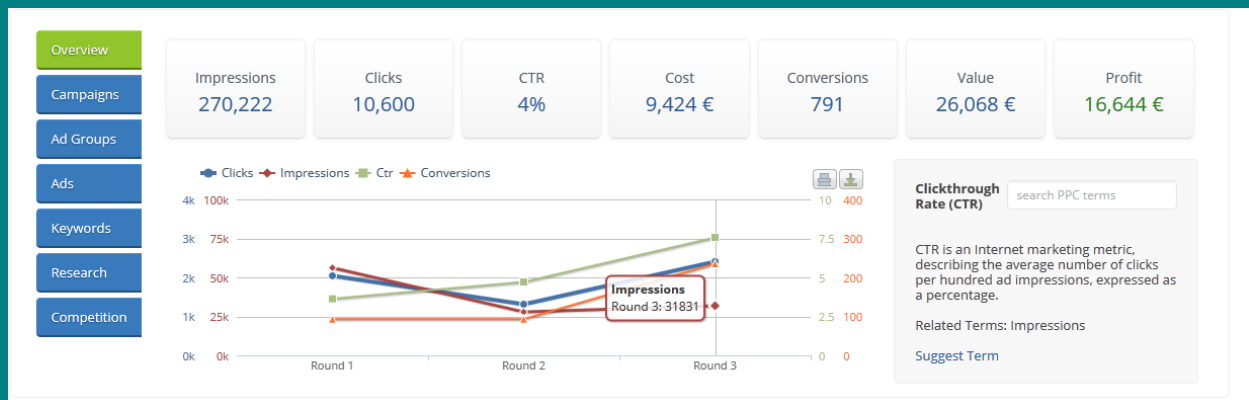 Overview
Campaigns
Ad Groups
Ads
Keywords
Research
Competition
Impressions
270,222
Clicks
10,600
CTR
4%
Cost
9,424 €
Conversions
791
Value
26,068 €
Profit
16,644 €
Clicks Impressions Ctr Conversions
4k 100k 10 400
3k 75k 7.5 300
2k 50k 5 200
1k 25k 2.5 100
0k 0k 0 0
Impressions
Round 3: 31831
Round 1 Round 2 Round 3
Clickthrough
Rate (CTR)
search PPC terms
CTR is an Internet marketing metric,
describing the average number of clicks
per hundred ad impressions, expressed as
a percentage.
Related Terms: Impressions
Suggest Term